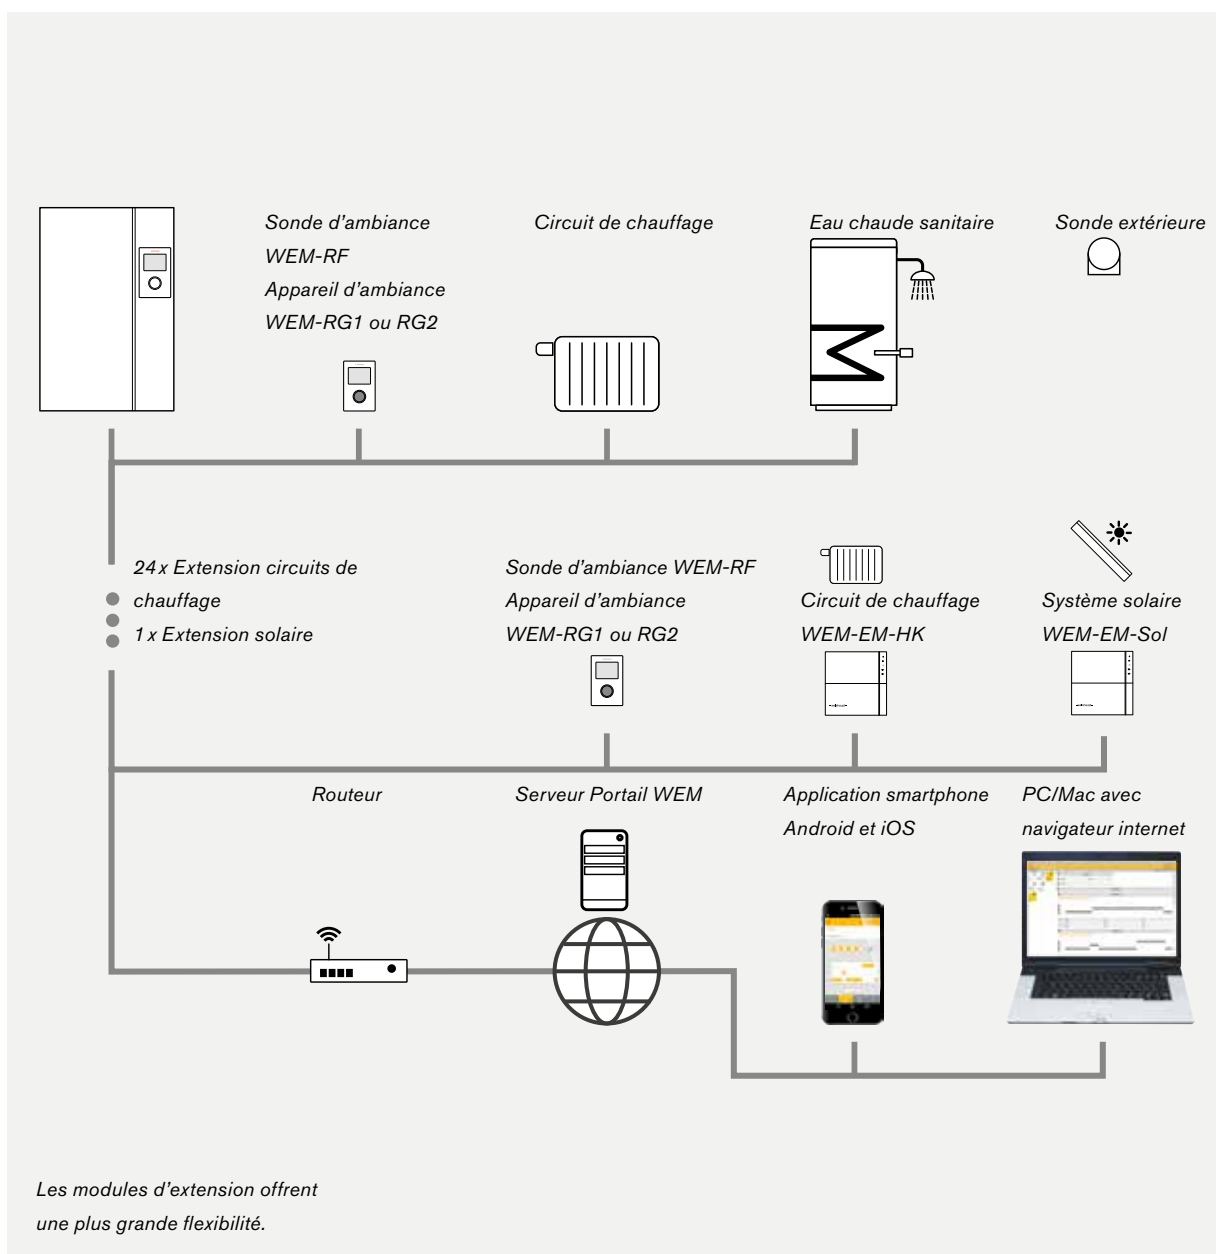 Sonde d'ambiance
WEM-RF
Appareil d'ambiance
WEM-RG1 ou RG2
Circuit de chauffage
Eau chaude sanitaire
Sonde extérieure
24 x Extension circuits de
chauffage
1 x Extension solaire
Sonde d'ambiance WEM-RF
Appareil d'ambiance
WEM-RG1 ou RG2
Circuit de chauffage
WEM-EM-HK
Système solaire
WEM-EM-Sol
Routeur
Serveur Portail WEM
Application smartphone
Android et iOS
PC/Mac avec
navigateur internet
Les modules d'extension offrent
une plus grande flexibilité.